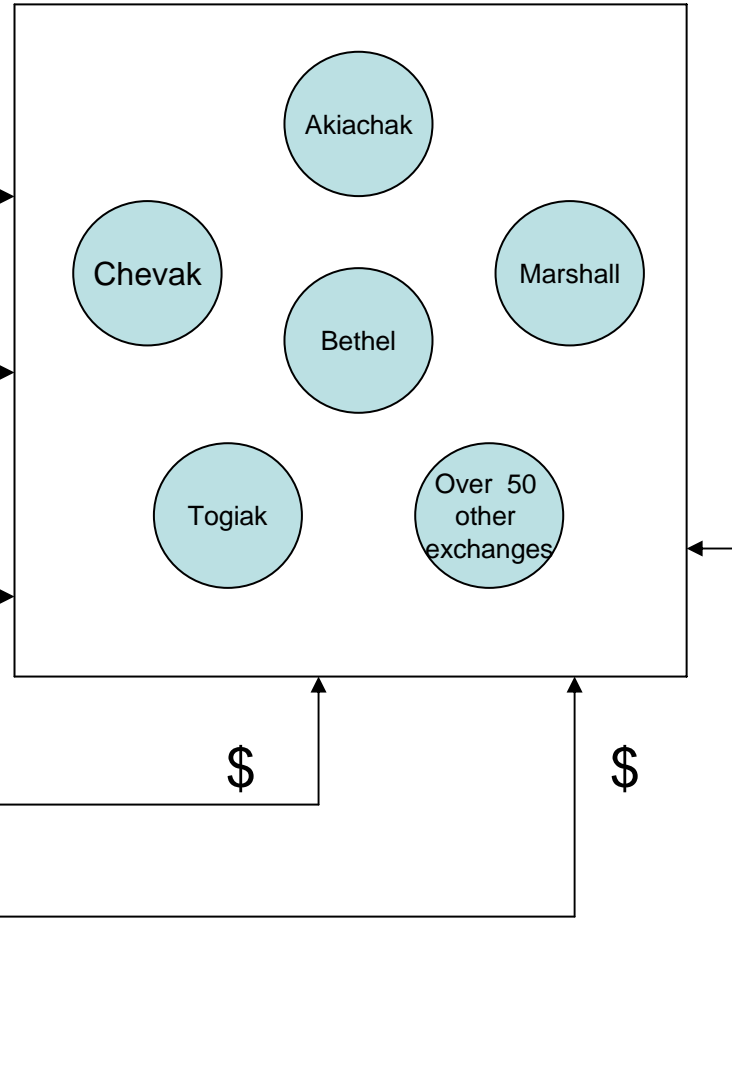 Akiachak
Chevak
Marshall
Bethel
Togiak
Over 50
other
exchanges
$
$